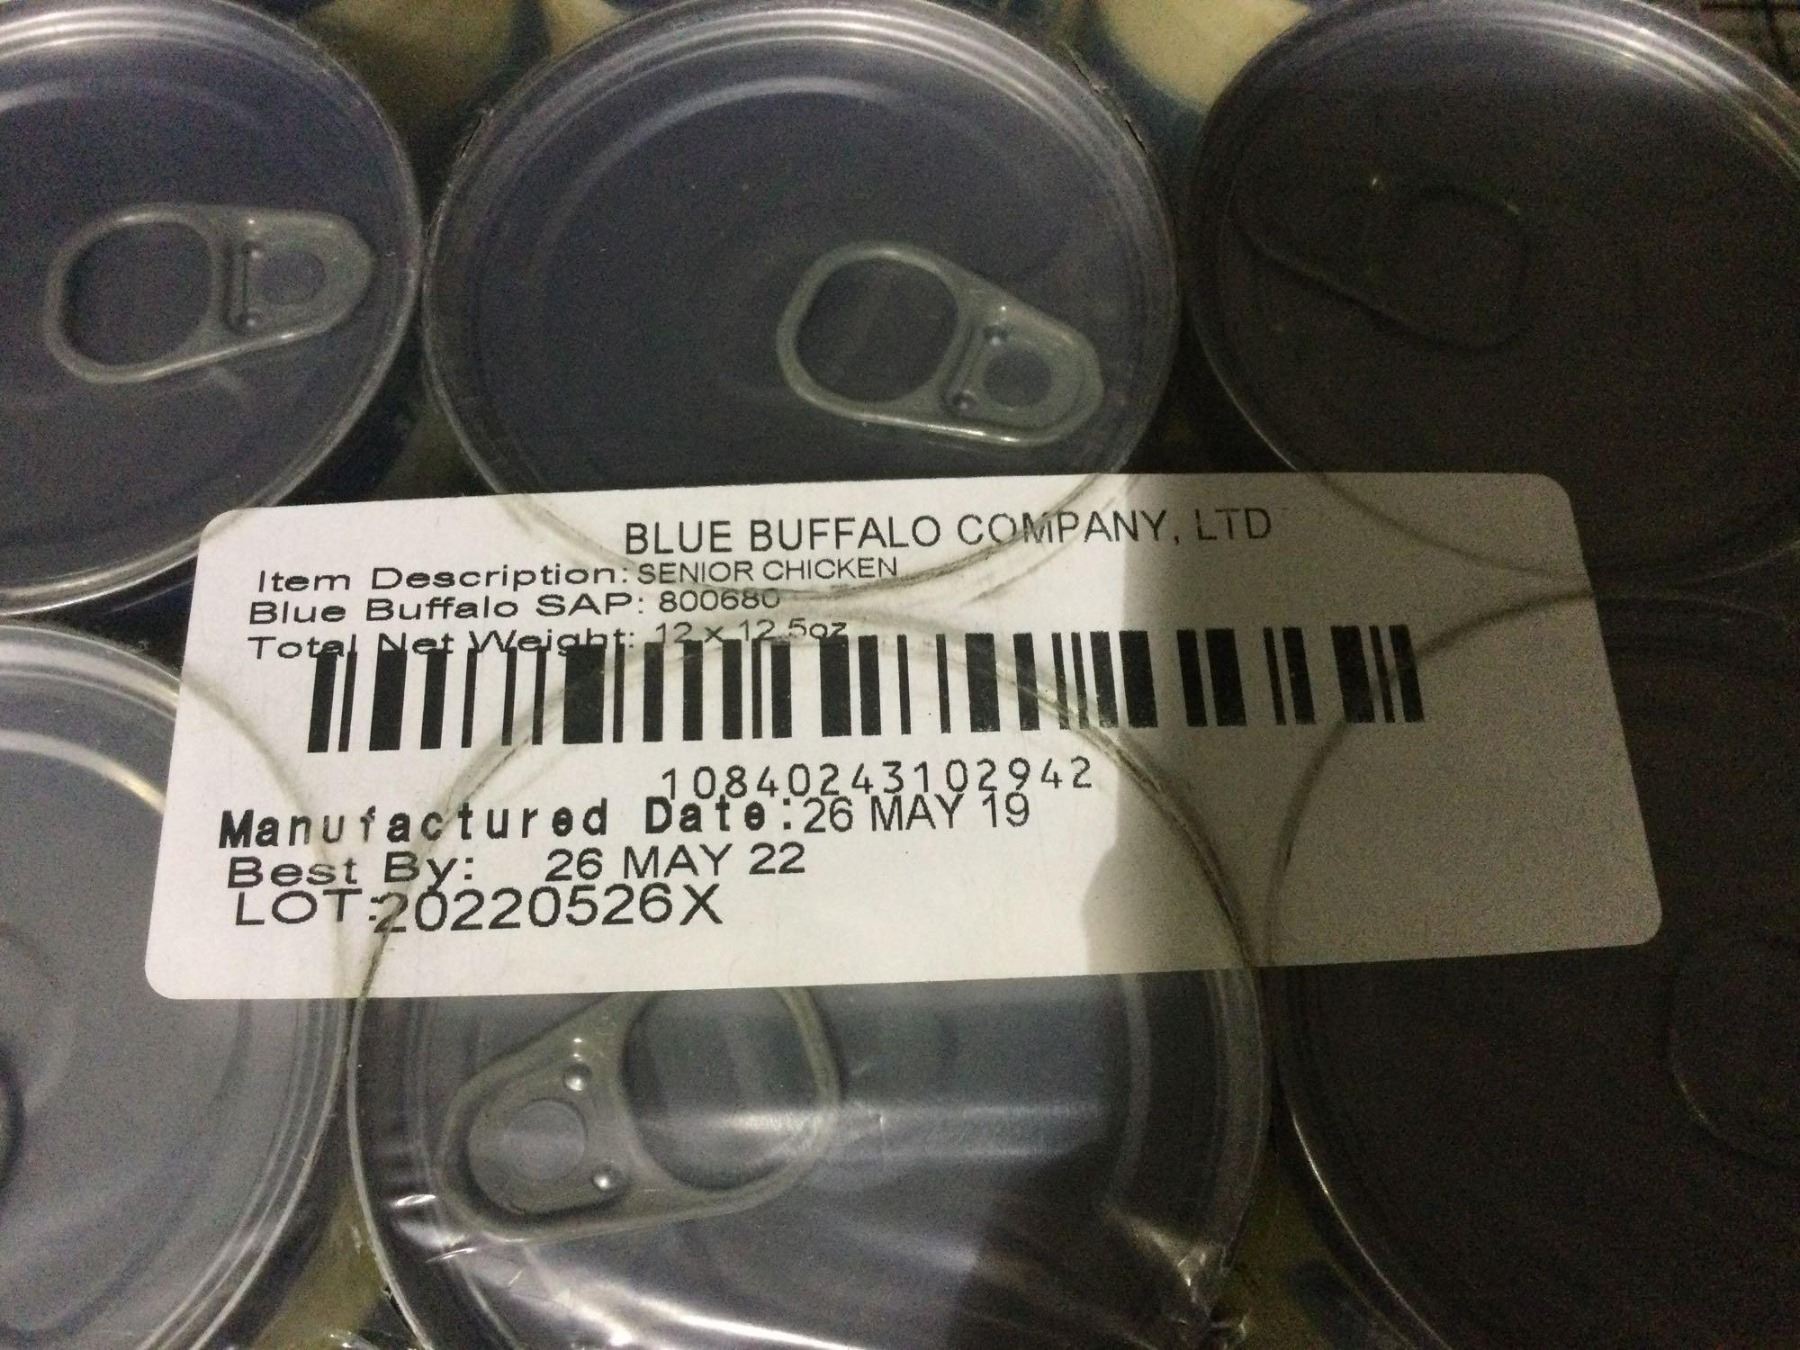 BLUE BUFFALO COMPANY, LTD
Item Description: SENIOR CHICKEN
Blue Buffalo SAP: 800680
Total Net Weight: 12 x 12.5oz
10840243102942
Manufactured Date:26 MAY 19
Best By: 26 MAY 22
LOT:20220526X